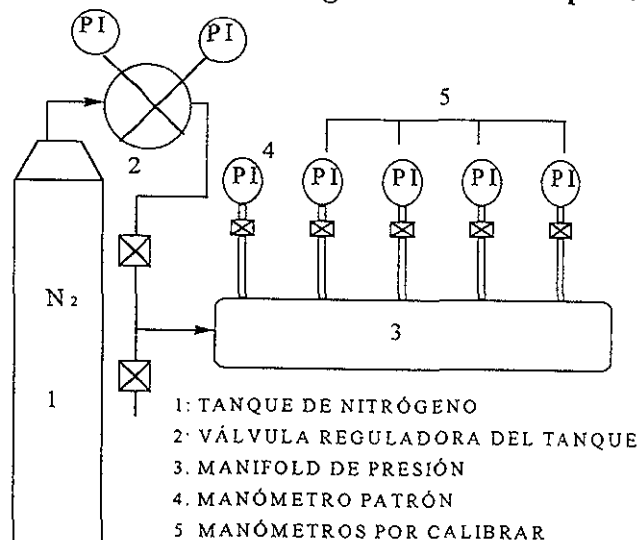 PI
PI
5
2
4
PI
PI
PI
PI
PI
N₂
3
1
1: TANQUE DE NITRÓGENO
2· VÁLVULA REGULADORA DEL TANQUE
3. MANIFOLD DE PRESIÓN
4. MANÓMETRO PATRÓN
5 MANÓMETROS POR CALIBRAR